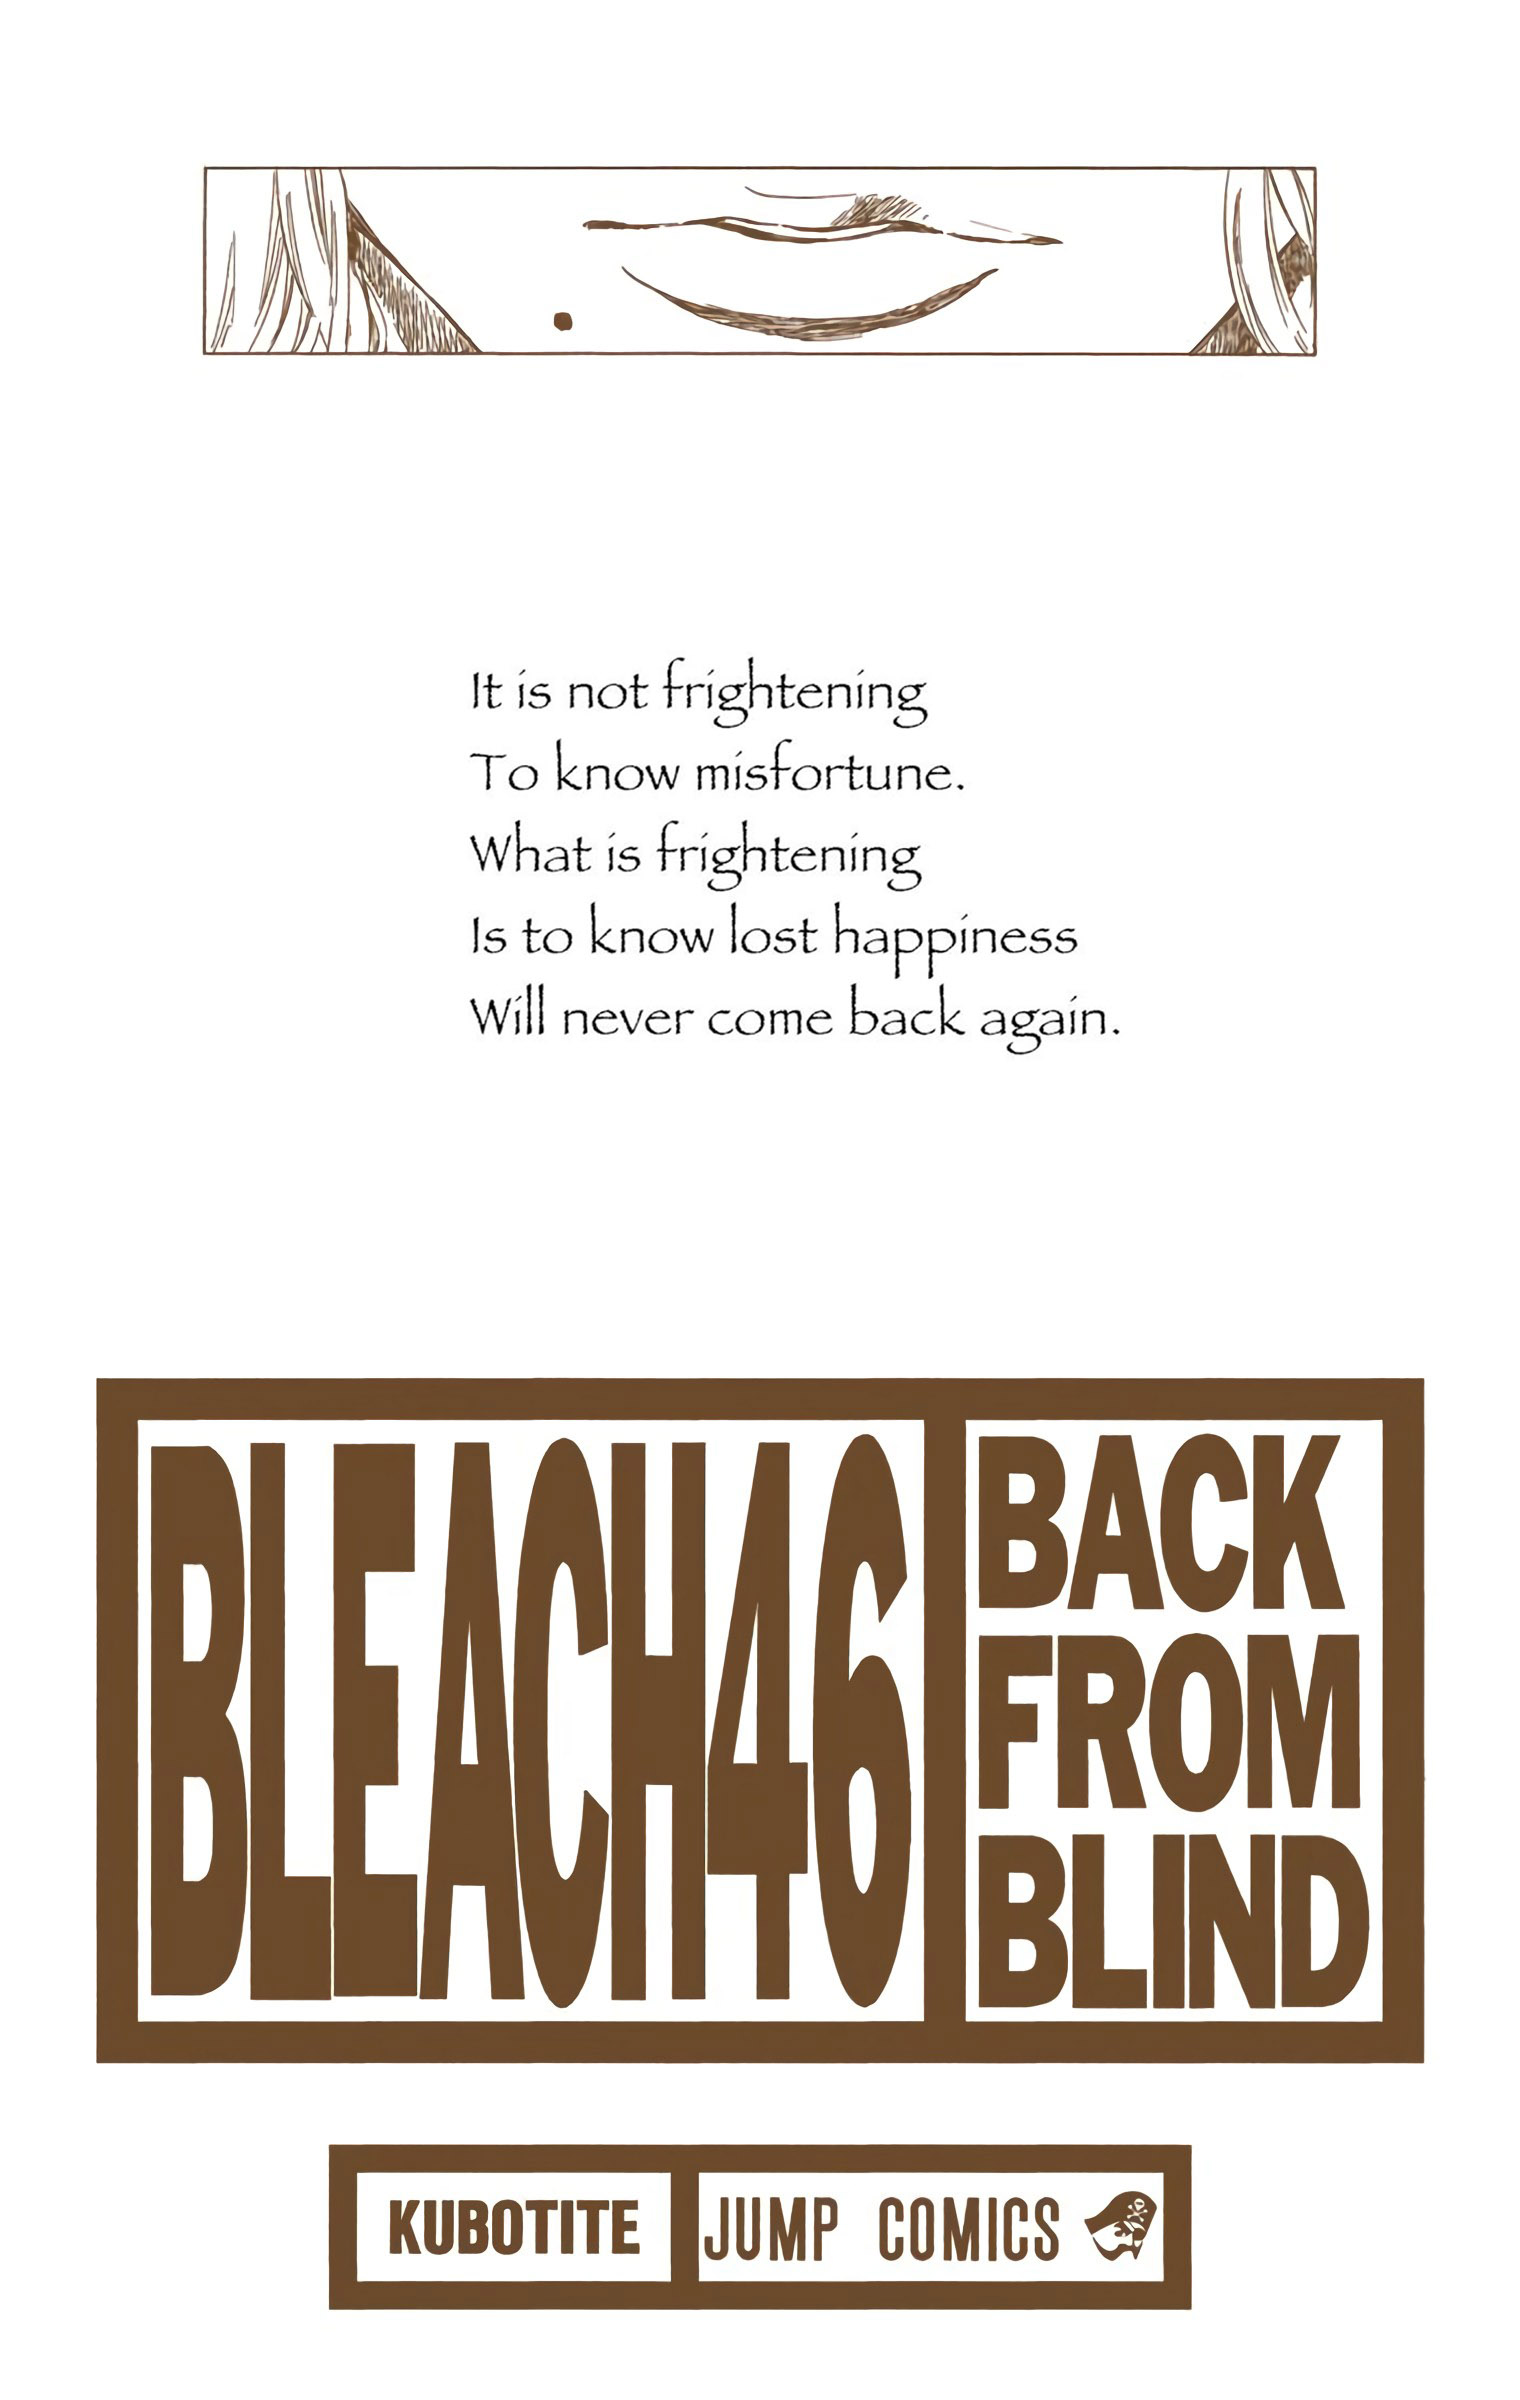 It is not frightening
To know misfortune.
What is frightening
Is to know lost happiness
Will never come back again.
BLEACH46
BACK
FROM
BLIND
KUBOTITE
JUMP COMICS